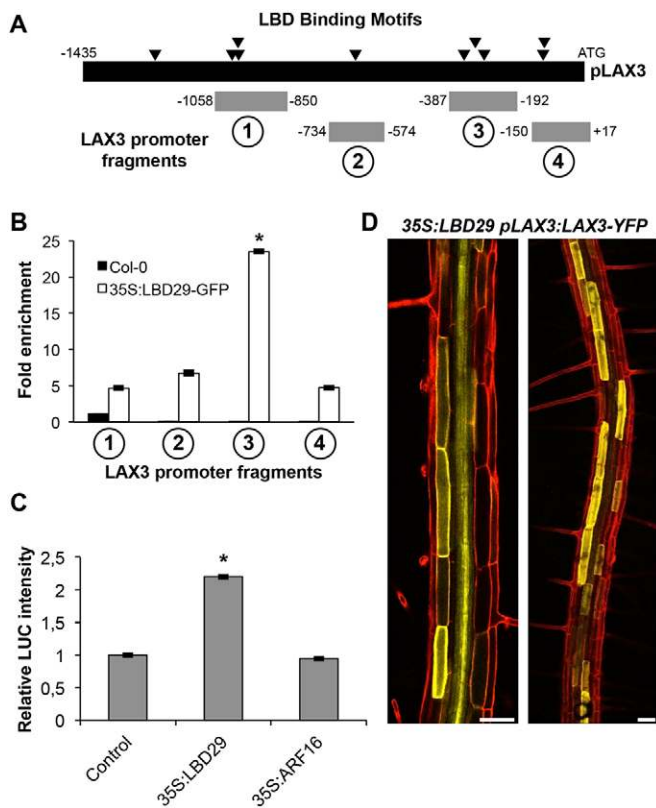 A
LBD Binding Motifs
-1435
ATG
pLAX3
-1058
-850
-387
-192
1
-734
-574
3
-150
+17
LAX3 promoter
fragments
2
4
B
D
35S:LBD29 pLAX3:LAX3-YFP
25
20
15
10
5
0
Fold enrichment
Col-0
35S:LBD29-GFP
*
1
2
3
4
LAX3 promoter fragments
C
2,5
2
1,5
1
0,5
0
Relative LUC intensity
*
Control
35S:LBD29
35S:ARF16